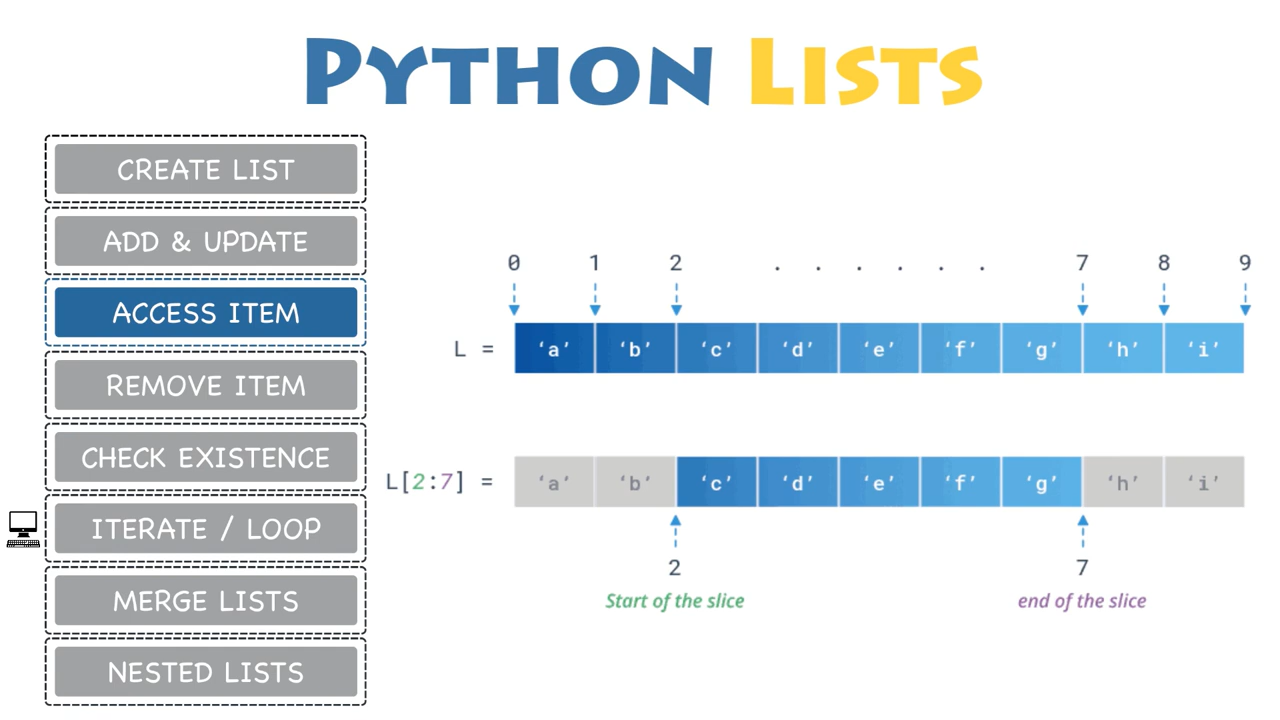 PYTHON LISTS
CREATE LIST
ADD & UPDATE
ACCESS ITEM
REMOVE ITEM
CHECK EXISTENCE
ITERATE / LOOP
MERGE LISTS
NESTED LISTS
0 1 2 . . . . . . 7 8 9
L = ‘a’ ‘b’ ‘c’ ‘d’ ‘e’ ‘f’ ‘g’ ‘h’ ‘i’
L[2:7] = ‘a’ ‘b’ ‘c’ ‘d’ ‘e’ ‘f’ ‘g’ ‘h’ ‘i’
2 7
Start of the slice end of the slice